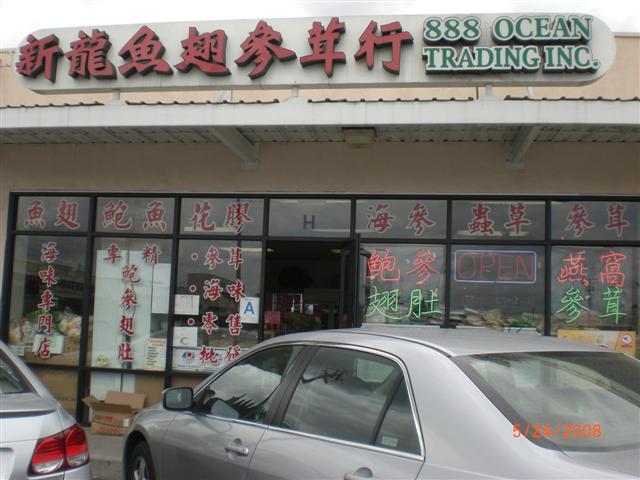 新龍魚翅參茸行
888 OCEAN
TRADING INC.
魚翅 鮑魚 花膠 H 海參 蟲草 參茸
海味專門店
專精
鮑參翅肚
·參茸
·海味
·零售
·批發
A
鮑參
翅肚
OPEN
燕窩
參茸
5/24/2008